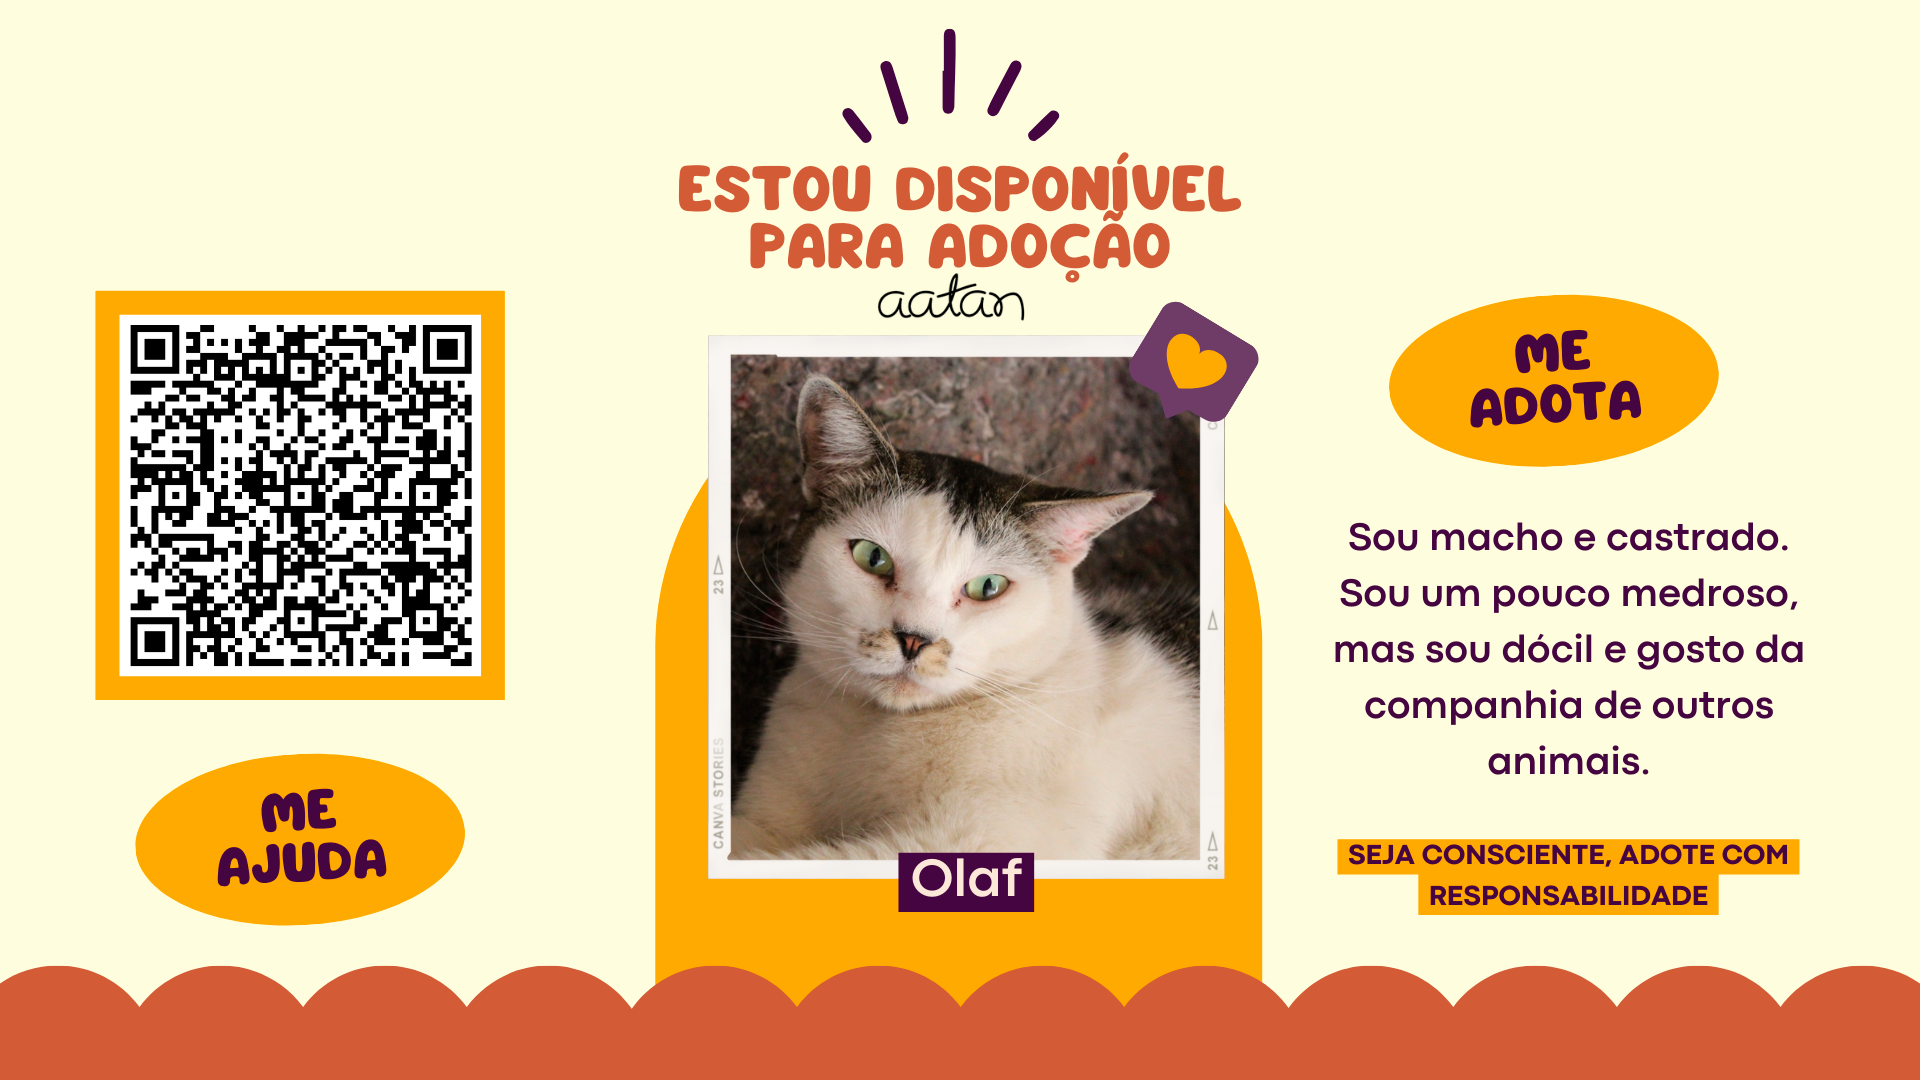 ESTOU DISPONÍVEL
PARA ADOÇÃO
aatan
ME
AJUDA
23
CANVA STORIES
23
Olaf
ME
ADOTA
Sou macho e castrado.
Sou um pouco medroso,
mas sou dócil e gosto da
companhia de outros
animais.
SEJA CONSCIENTE, ADOTE COM
RESPONSABILIDADE